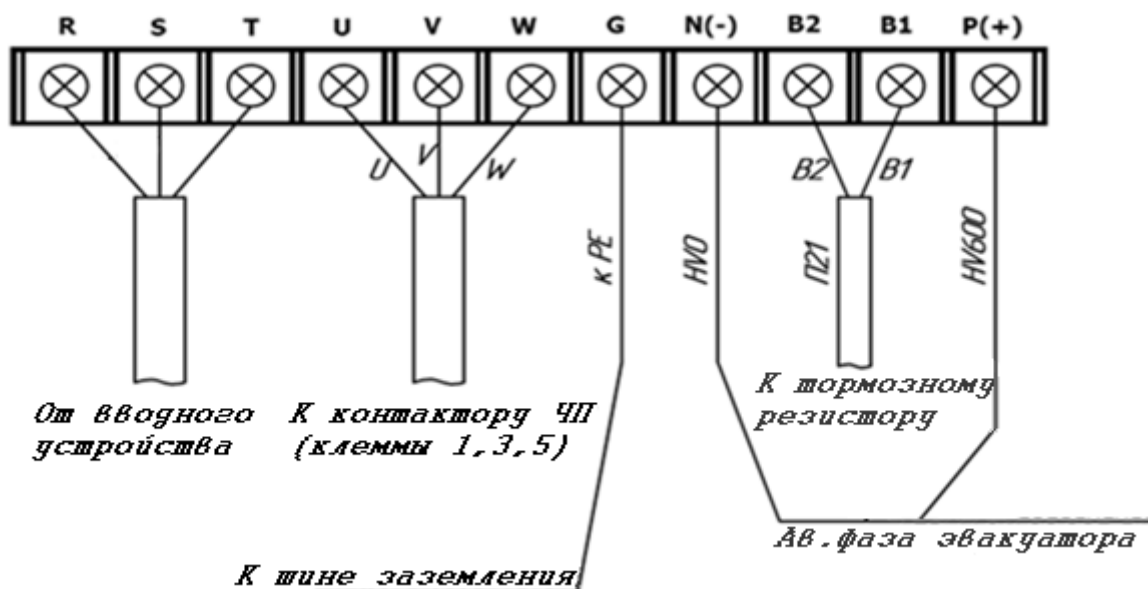 R S T U V W G N(-) B2 B1 P(+)
U V W B2 B1
к PE HV0 П21 HV600
От вводного
устройства
К контактору ЧП
(клеммы 1,3,5)
К тормозному
резистору
Ав.фаза эвакуатора
К шине заземления